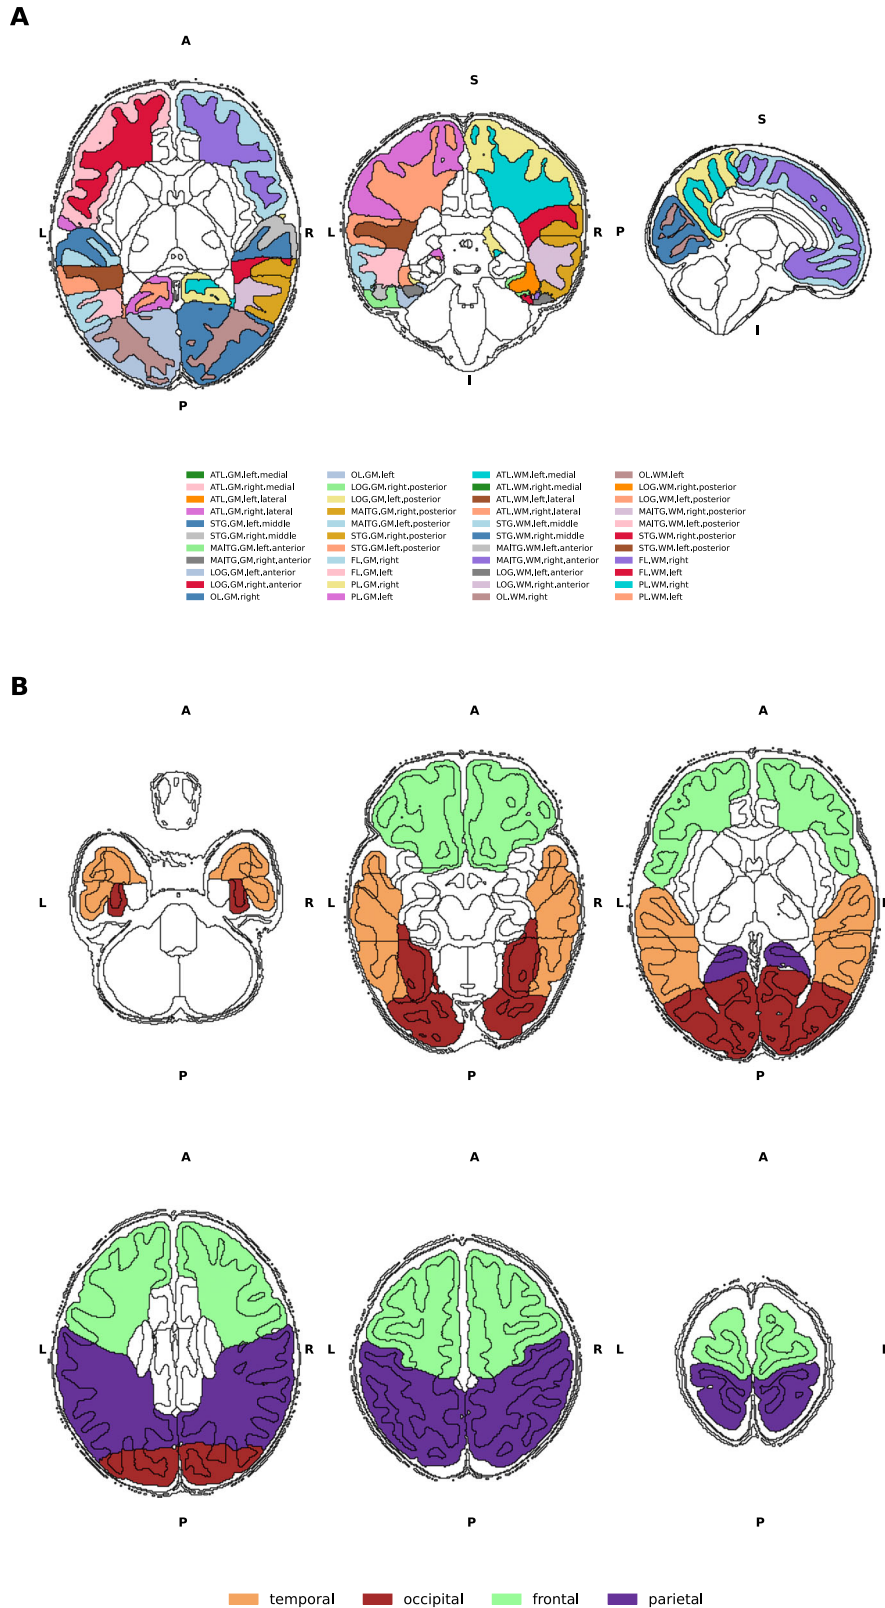 A
A
S
S
L
R
L
R
P
P
I
I
ATL.GM.left.medial
ATL.GM.right.medial
ATL.GM.left.lateral
ATL.GM.right.lateral
STG.GM.left.middle
STG.GM.right.middle
MAITG.GM.left.anterior
MAITG.GM.right.anterior
LOG.GM.left.anterior
LOG.GM.right.anterior
OL.GM.right
OL.GM.left
LOG.GM.right.posterior
LOG.GM.left.posterior
MAITG.GM.right.posterior
MAITG.GM.left.posterior
STG.GM.right.posterior
STG.GM.left.posterior
FL.GM.right
FL.GM.left
PL.GM.right
PL.GM.left
ATL.WM.left.medial
ATL.WM.right.medial
ATL.WM.left.lateral
ATL.WM.right.lateral
STG.WM.left.middle
STG.WM.right.middle
MAITG.WM.left.anterior
MAITG.WM.right.anterior
LOG.WM.left.anterior
LOG.WM.right.anterior
OL.WM.right
OL.WM.left
LOG.WM.right.posterior
LOG.WM.left.posterior
MAITG.WM.right.posterior
MAITG.WM.left.posterior
STG.WM.right.posterior
STG.WM.left.posterior
FL.WM.right
FL.WM.left
PL.WM.right
PL.WM.left
B
A
A
A
L
R
L
R
L
P
P
P
A
A
A
L
R
L
R
L
P
P
P
temporal
occipital
frontal
parietal